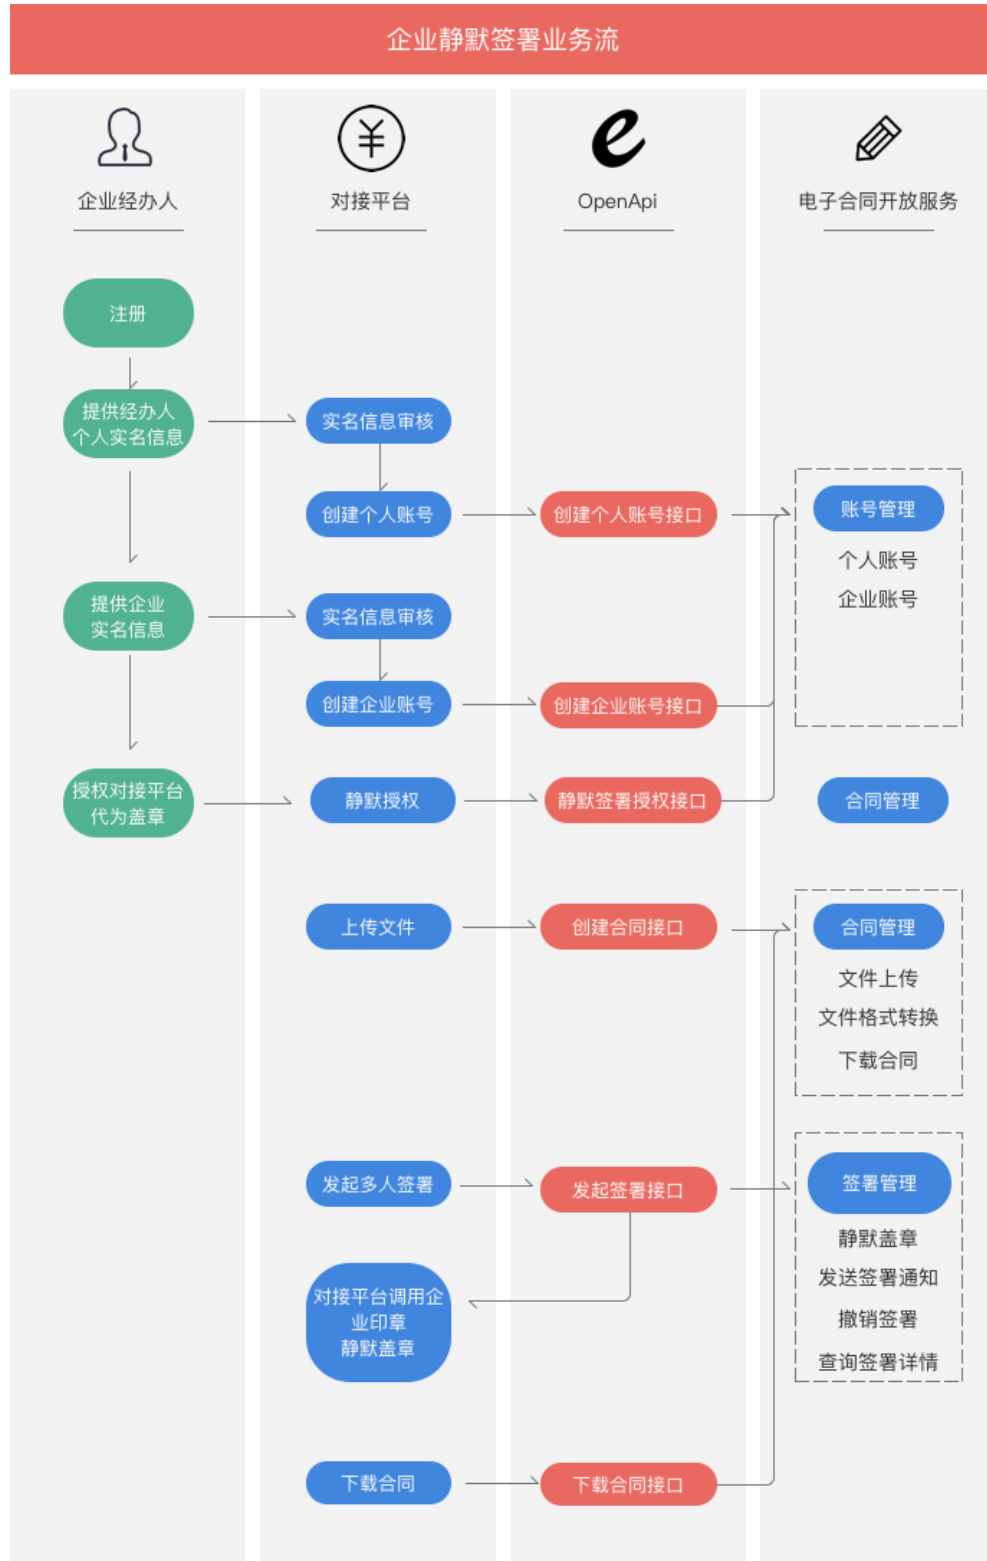 企业静默签署业务流
企业经办人
对接平台
OpenApi
电子合同开放服务
注册
提供经办人
个人实名信息
实名信息审核
创建个人账号
创建个人账号接口
账号管理
个人账号
企业账号
提供企业
实名信息
实名信息审核
创建企业账号
创建企业账号接口
授权对接平台
代为盖章
静默授权
静默签署授权接口
合同管理
上传文件
创建合同接口
合同管理
文件上传
文件格式转换
下载合同
发起多人签署
发起签署接口
签署管理
静默盖章
发送签署通知
撤销签署
查询签署详情
对接平台调用企
业印章
静默盖章
下载合同
下载合同接口